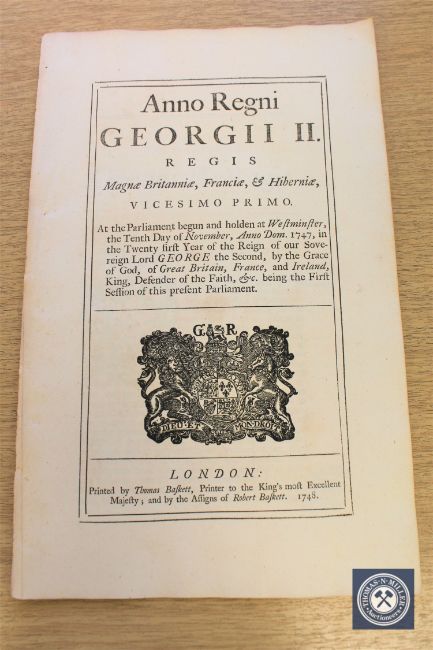 Anno Regni
GEORGII II.
REGIS
Magnæ Britanniæ, Franciæ, & Hiberniæ,
VICESIMO PRIMO.
At the Parliament begun and holden at Weſtminſter,
the Tenth Day of November, Anno Dom. 1747, in
the Twenty firſt Year of the Reign of our Sove-
reign Lord GEORGE the Second, by the Grace
of God, of Great Britain, France, and Ireland,
King, Defender of the Faith, &c. being the Firſt
Seſſion of this preſent Parliament.
G R
DIEU·ET MON·DROIT
LONDON:
Printed by Thomas Baſkett, Printer to the King's moſt Excellent
Majeſty; and by the Aſſigns of Robert Baſkett. 1748.
THOMAS·N·MILLER
Auctioneers